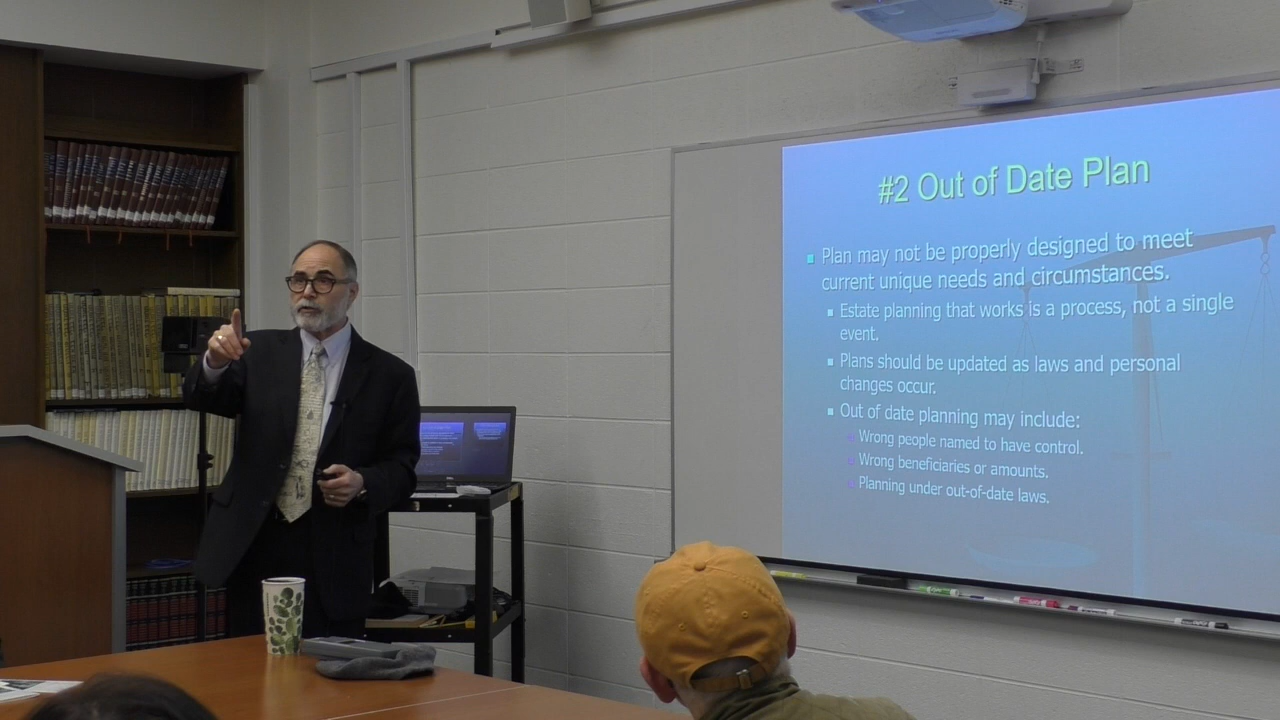 #2 Out of Date Plan
Plan may not be properly designed to meet
current unique needs and circumstances.
Estate planning that works is a process, not a single
event.
Plans should be updated as laws and personal
changes occur.
Out of date planning may include:
Wrong people named to have control.
Wrong beneficiaries or amounts.
Planning under out-of-date laws.
DELL